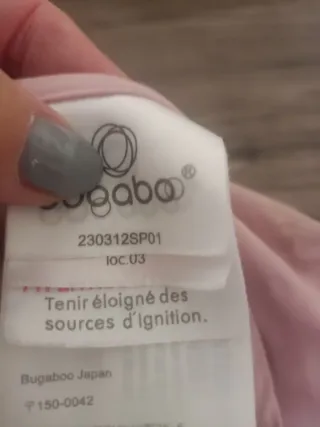 bugaboo®
230312SP01
loc.03
Tenir éloigné des
sources d'ignition.
Bugaboo Japan
〒150-0042